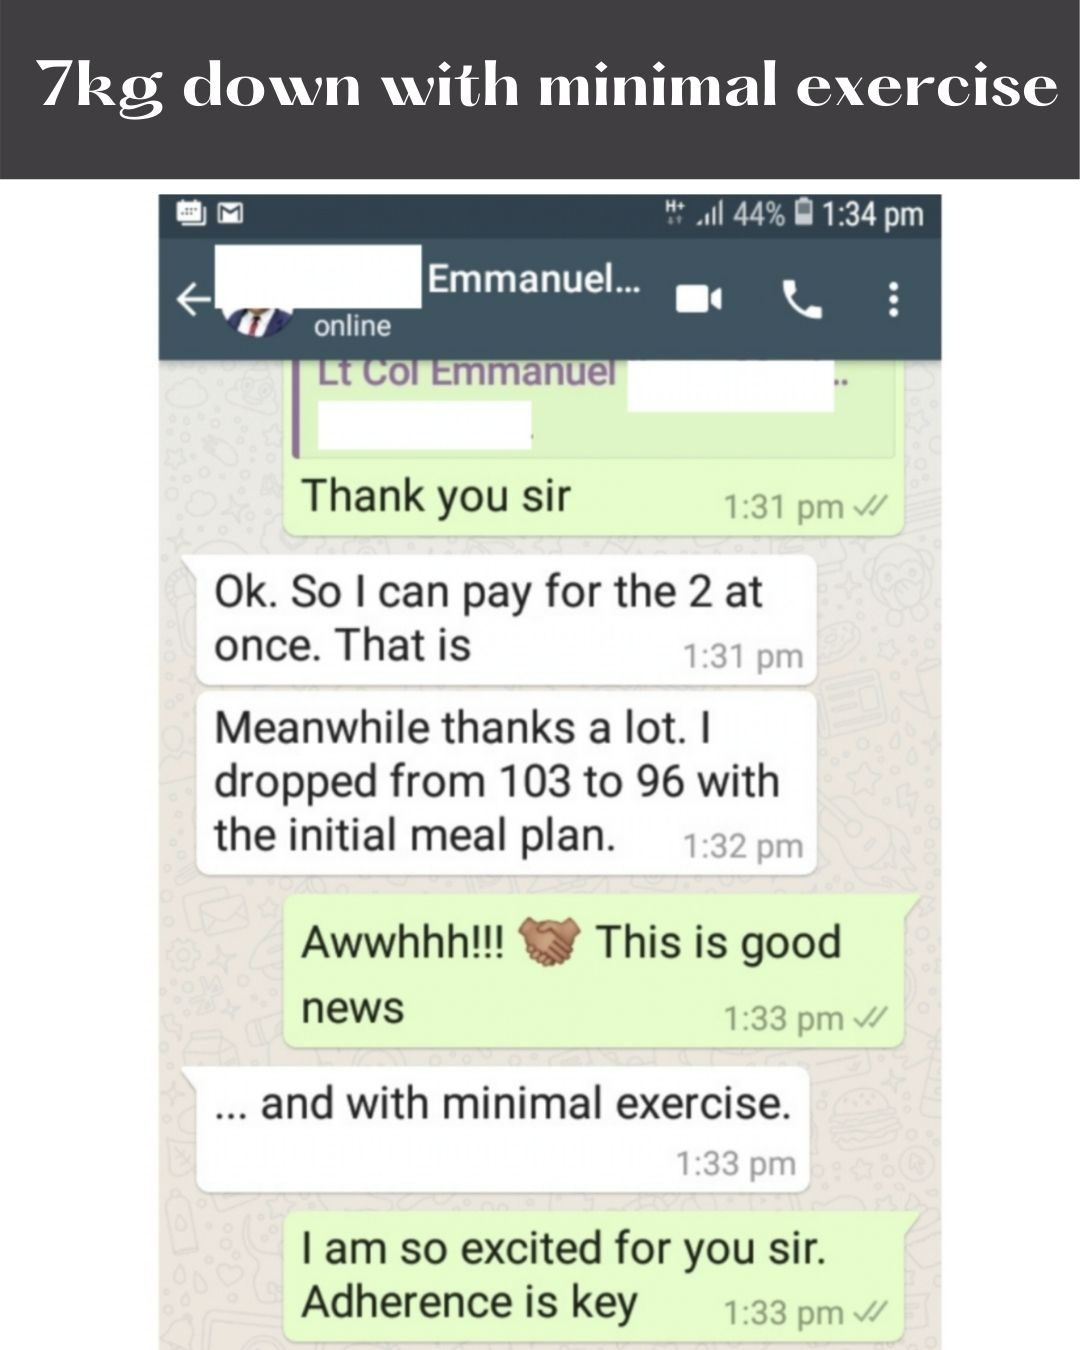 7kg down with minimal exercise
H+ 44% 1:34 pm
Emmanuel...
online
Lt Col Emmanuel ..
Thank you sir
1:31 pm
Ok. So I can pay for the 2 at
once. That is
1:31 pm
Meanwhile thanks a lot. I
dropped from 103 to 96 with
the initial meal plan.
1:32 pm
Awwhhh!!! 🤝🏽 This is good
news
1:33 pm
... and with minimal exercise.
1:33 pm
I am so excited for you sir.
Adherence is key
1:33 pm